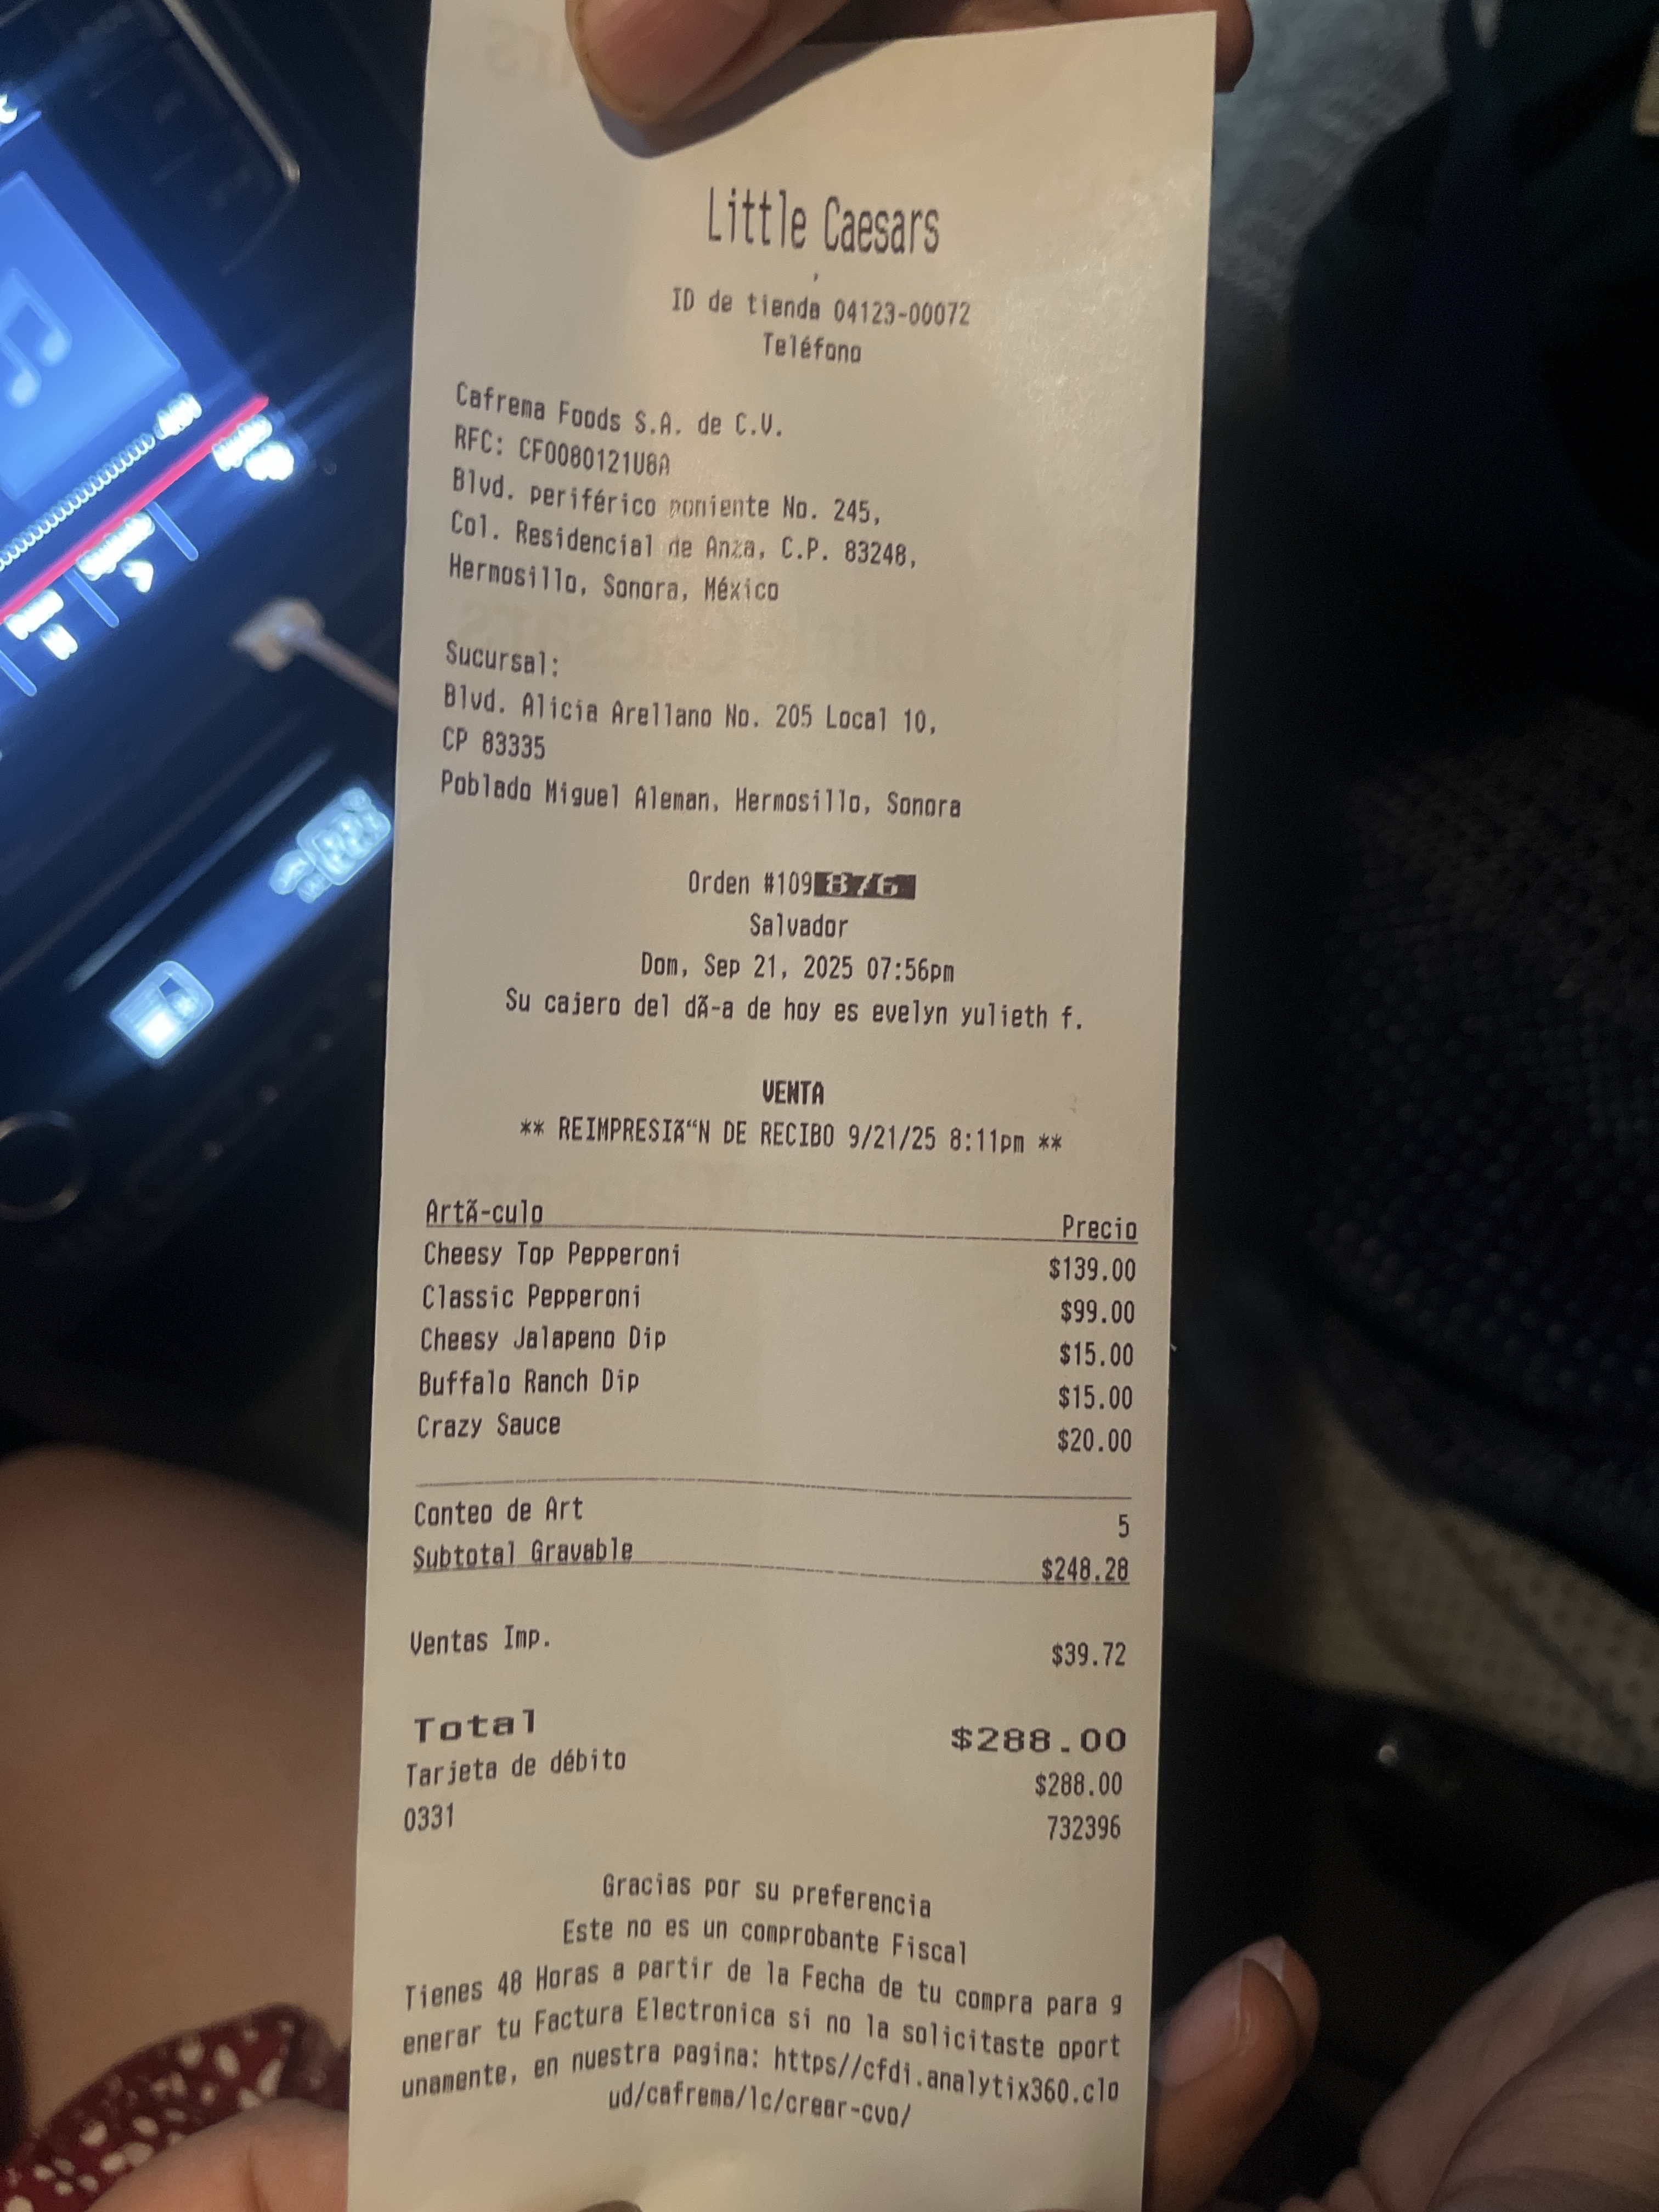 Little Caesars
,
ID de tienda 04123-00072
Teléfono
Cafrema Foods S.A. de C.V.
RFC: CFO080121U8A
Blvd. periférico poniente No. 245,
Col. Residencial de Anza, C.P. 83248,
Hermosillo, Sonora, México
Sucursal:
Blvd. Alicia Arellano No. 205 Local 10,
CP 83335
Poblado Miguel Aleman, Hermosillo, Sonora
Orden #109876
Salvador
Dom, Sep 21, 2025 07:56pm
Su cajero del dÃ-a de hoy es evelyn yulieth f.
VENTA
** REIMPRESIÃ“N DE RECIBO 9/21/25 8:11pm **
ArtÃ-culo Precio
Cheesy Top Pepperoni $139.00
Classic Pepperoni $99.00
Cheesy Jalapeno Dip $15.00
Buffalo Ranch Dip $15.00
Crazy Sauce $20.00
Conteo de Art 5
Subtotal Gravable $248.28
Ventas Imp. $39.72
Total $288.00
Tarjeta de débito $288.00
0331 732396
Gracias por su preferencia
Este no es un comprobante Fiscal
Tienes 48 Horas a partir de la Fecha de tu compra para g
enerar tu Factura Electronica si no la solicitaste oport
unamente, en nuestra pagina: https//cfdi.analytix360.clo
ud/cafrema/lc/crear-cvo/